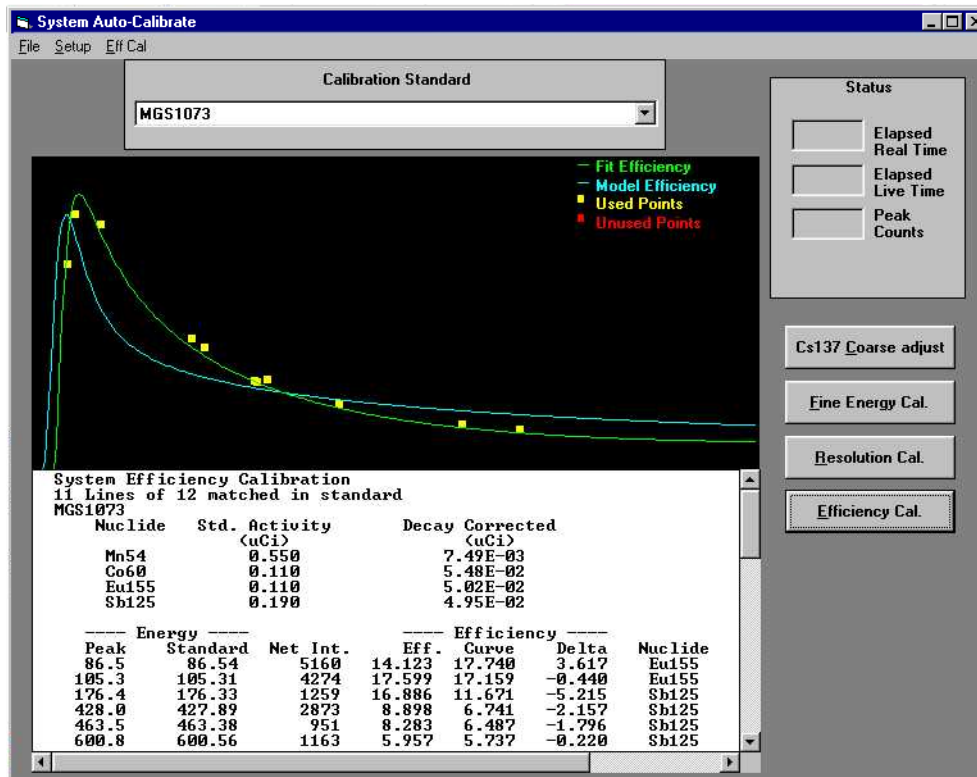 System Auto-Calibrate
File Setup Eff Cal
Calibration Standard
MGS1073
Status
Elapsed
Real Time
Elapsed
Live Time
Peak
Counts
Fit Efficiency
Model Efficiency
Used Points
Unused Points
Cs137 Coarse adjust
Fine Energy Cal.
Resolution Cal.
Efficiency Cal.
System Efficiency Calibration
11 Lines of 12 matched in standard
MGS1073
Nuclide Std. Activity Decay Corrected
(uCi) (uCi)
Mn54 0.550 7.49E-03
Co60 0.110 5.48E-02
Eu155 0.110 5.02E-02
Sb125 0.190 4.95E-02
---- Energy ---- ---- Efficiency ----
Peak Standard Net Int. Eff. Curve Delta Nuclide
86.5 86.54 5160 14.123 17.740 3.617 Eu155
105.3 105.31 4274 17.599 17.159 -0.440 Eu155
176.4 176.33 1259 16.886 11.671 -5.215 Sb125
428.0 427.89 2873 8.898 6.741 -2.157 Sb125
463.5 463.38 951 8.283 6.487 -1.796 Sb125
600.8 600.56 1163 5.957 5.737 -0.220 Sb125